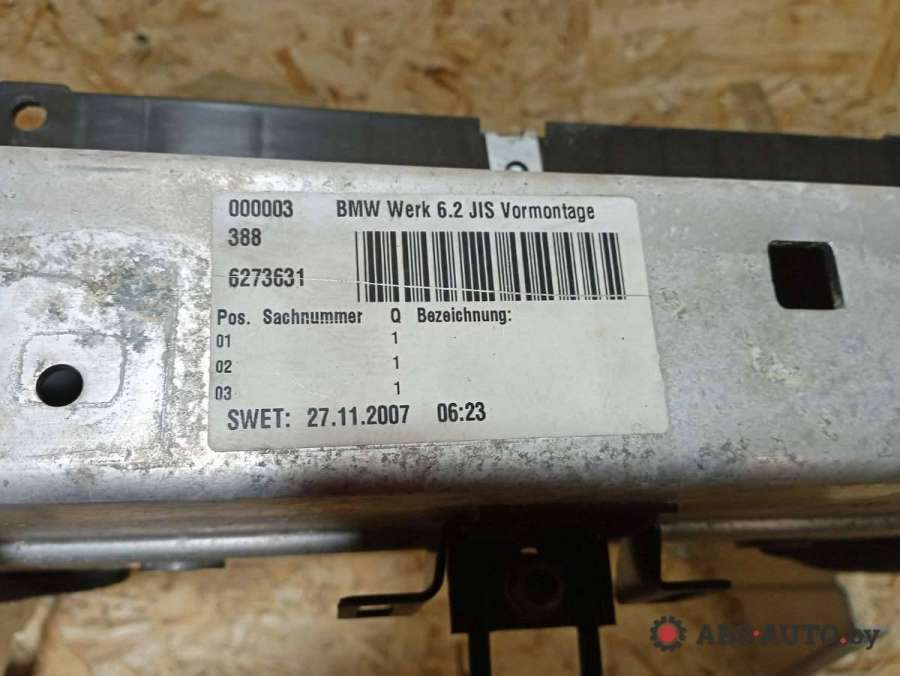 000003 BMW Werk 6.2 JIS Vormontage
388
6273631
Pos. Sachnummer Q Bezeichnung:
01 1
02 1
03 1
SWET: 27.11.2007 06:23
ABS-AUTO.by